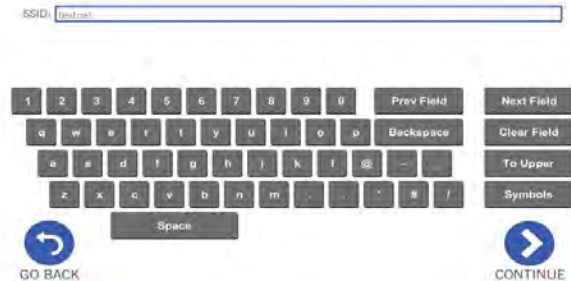 SSID:
1 2 3 4 5 6 7 8 9 0 Prev Field Next Field
q w e r t y u i o p Backspace Clear Field
a s d f g h j k l @ - To Upper
z x c v b n m Symbols
Space
GO BACK CONTINUE